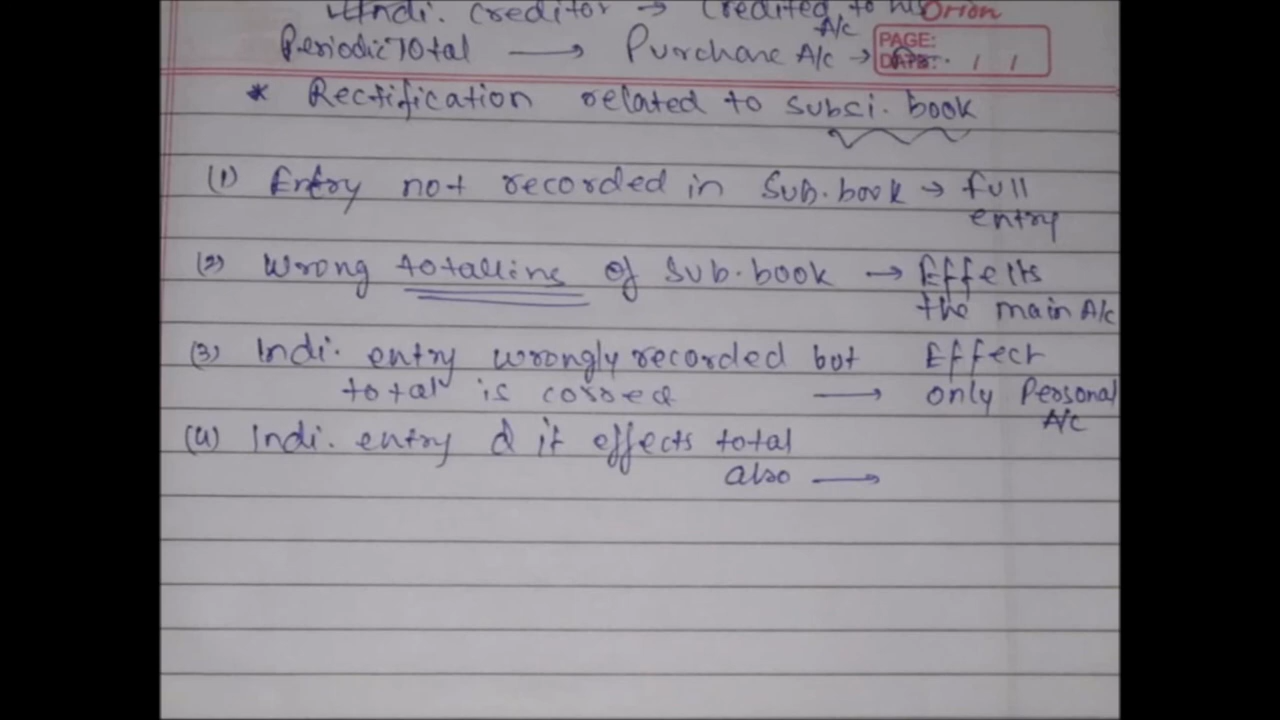 Indi. Creditor → Credited to his Orion
A/c
Periodic Total → Purchase A/c → PAGE:
DATE: / /
* Rectification related to subsi. book
(1) Entry not recorded in Sub. book → full
entry
(2) Wrong totalling of Sub. book → Effects
the main A/c
(3) Indi. entry wrongly recorded but Effect
total is correct → only Personal
A/c
(4) Indi. entry & it effects total
also →